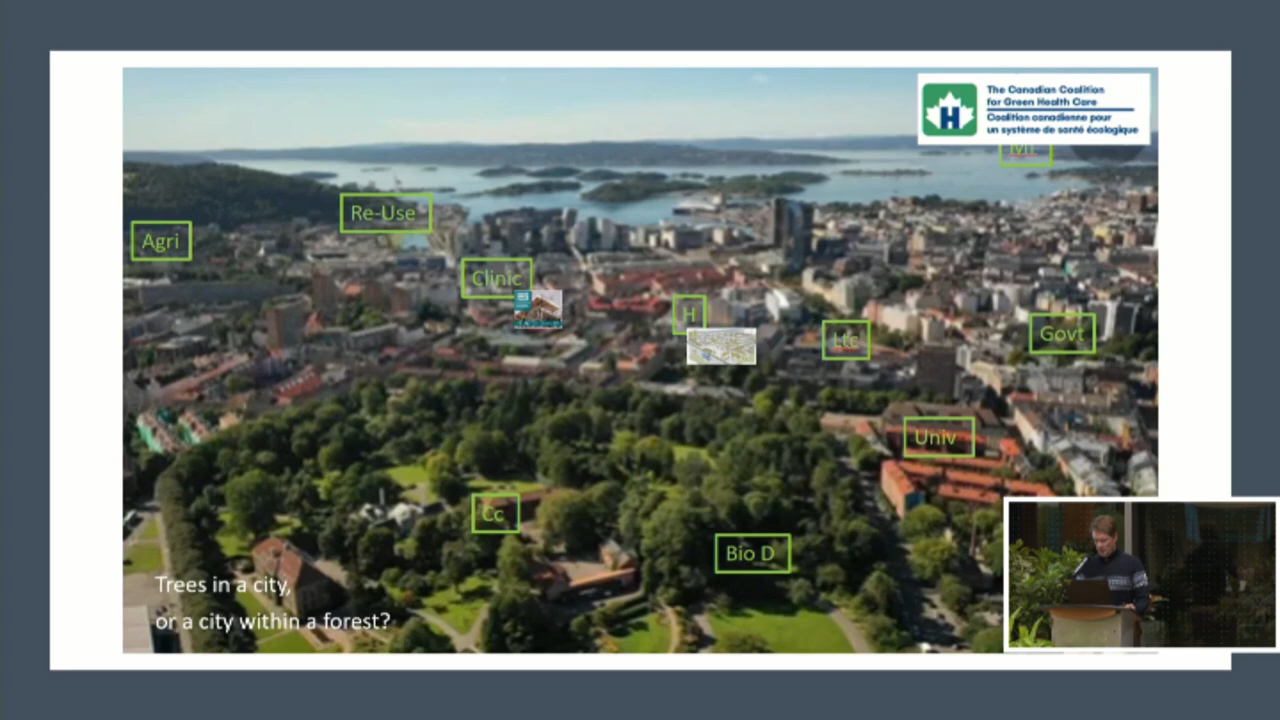 The Canadian Coalition
for Green Health Care
Coalition canadienne pour
un système de santé écologique
H
Re-Use
Agri
Clinic
H
Ltc
Govt
Univ
Cc
Bio D
Trees in a city,
or a city within a forest?